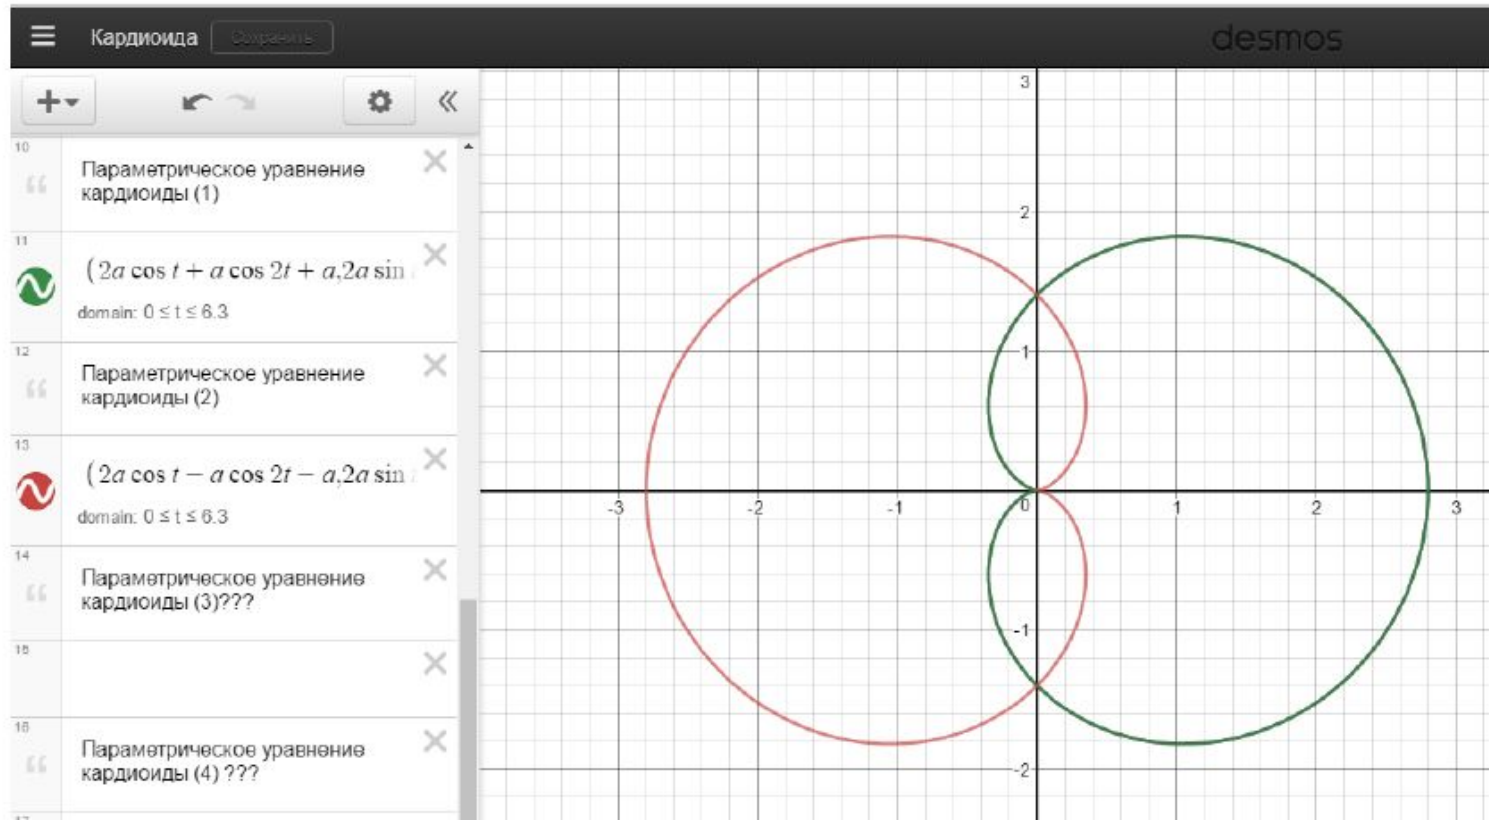 Кардиоида Сохранить desmos
10
Параметрическое уравнение
кардиоиды (1)
11
(2a cos t + a cos 2t + a,2a sin
domain: 0 ≤ t ≤ 6.3
12
Параметрическое уравнение
кардиоиды (2)
13
(2a cos t − a cos 2t − a,2a sin
domain: 0 ≤ t ≤ 6.3
14
Параметрическое уравнение
кардиоиды (3)???
16
Параметрическое уравнение
кардиоиды (4) ???
3
2
1
-3 -2 -1 0 1 2 3
-1
-2